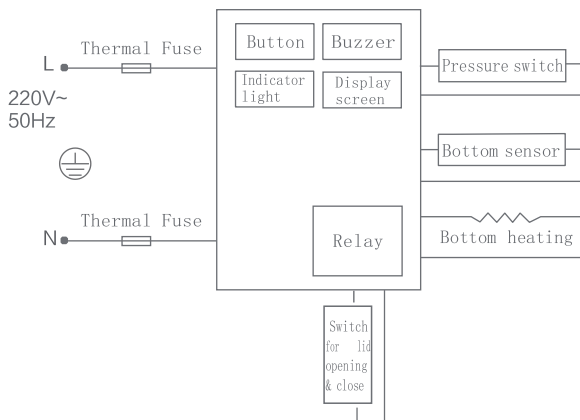 Thermal Fuse
L
220V~
50Hz
Thermal Fuse
N
Button
Buzzer
Indicator
light
Display
screen
Relay
Pressure switch
Bottom sensor
Bottom heating
Switch
for lid
opening
& close